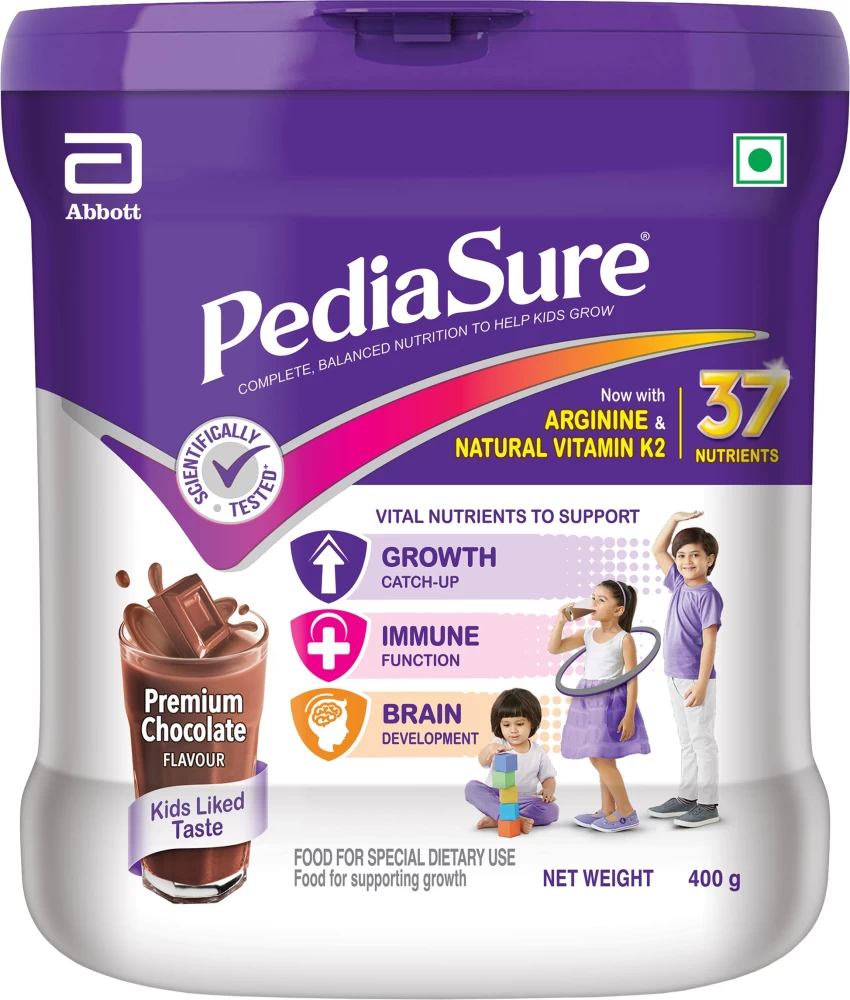 Abbott
PediaSure®
COMPLETE, BALANCED NUTRITION TO HELP KIDS GROW
Now with
ARGININE &
NATURAL VITAMIN K2
37
NUTRIENTS
SCIENTIFICALLY
TESTED+
VITAL NUTRIENTS TO SUPPORT
GROWTH
CATCH-UP
IMMUNE
FUNCTION
BRAIN
DEVELOPMENT
Premium
Chocolate
FLAVOUR
Kids Liked
Taste
FOOD FOR SPECIAL DIETARY USE
Food for supporting growth
NET WEIGHT 400 g